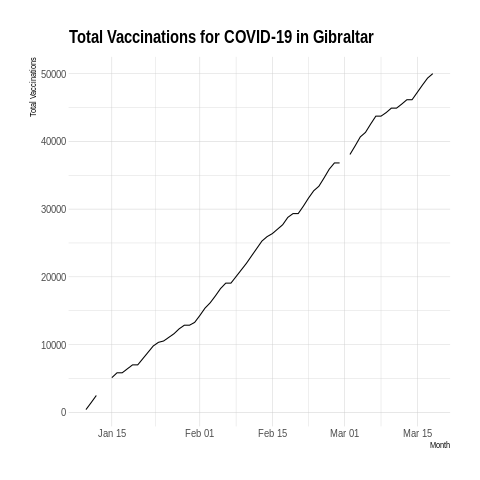 Total Vaccinations for COVID-19 in Gibraltar
Total Vaccinations
50000
40000
30000
20000
10000
0
Jan 15 Feb 01 Feb 15 Mar 01 Mar 15
Month